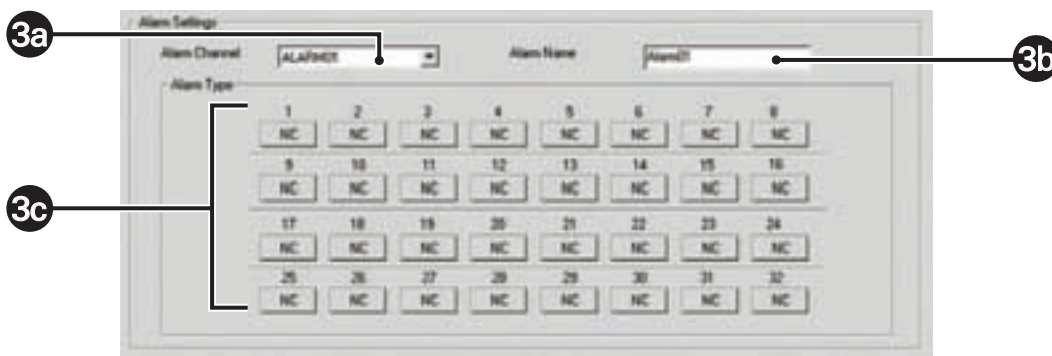 Alarm Settings
3a
Alarm Channel ALARM01 Alarm Name Alarm01
3b
Alarm Type
1 2 3 4 5 6 7 8
NC NC NC NC NC NC NC NC
9 10 11 12 13 14 15 16
NC NC NC NC NC NC NC NC
3c
17 18 19 20 21 22 23 24
NC NC NC NC NC NC NC NC
25 26 27 28 29 30 31 32
NC NC NC NC NC NC NC NC